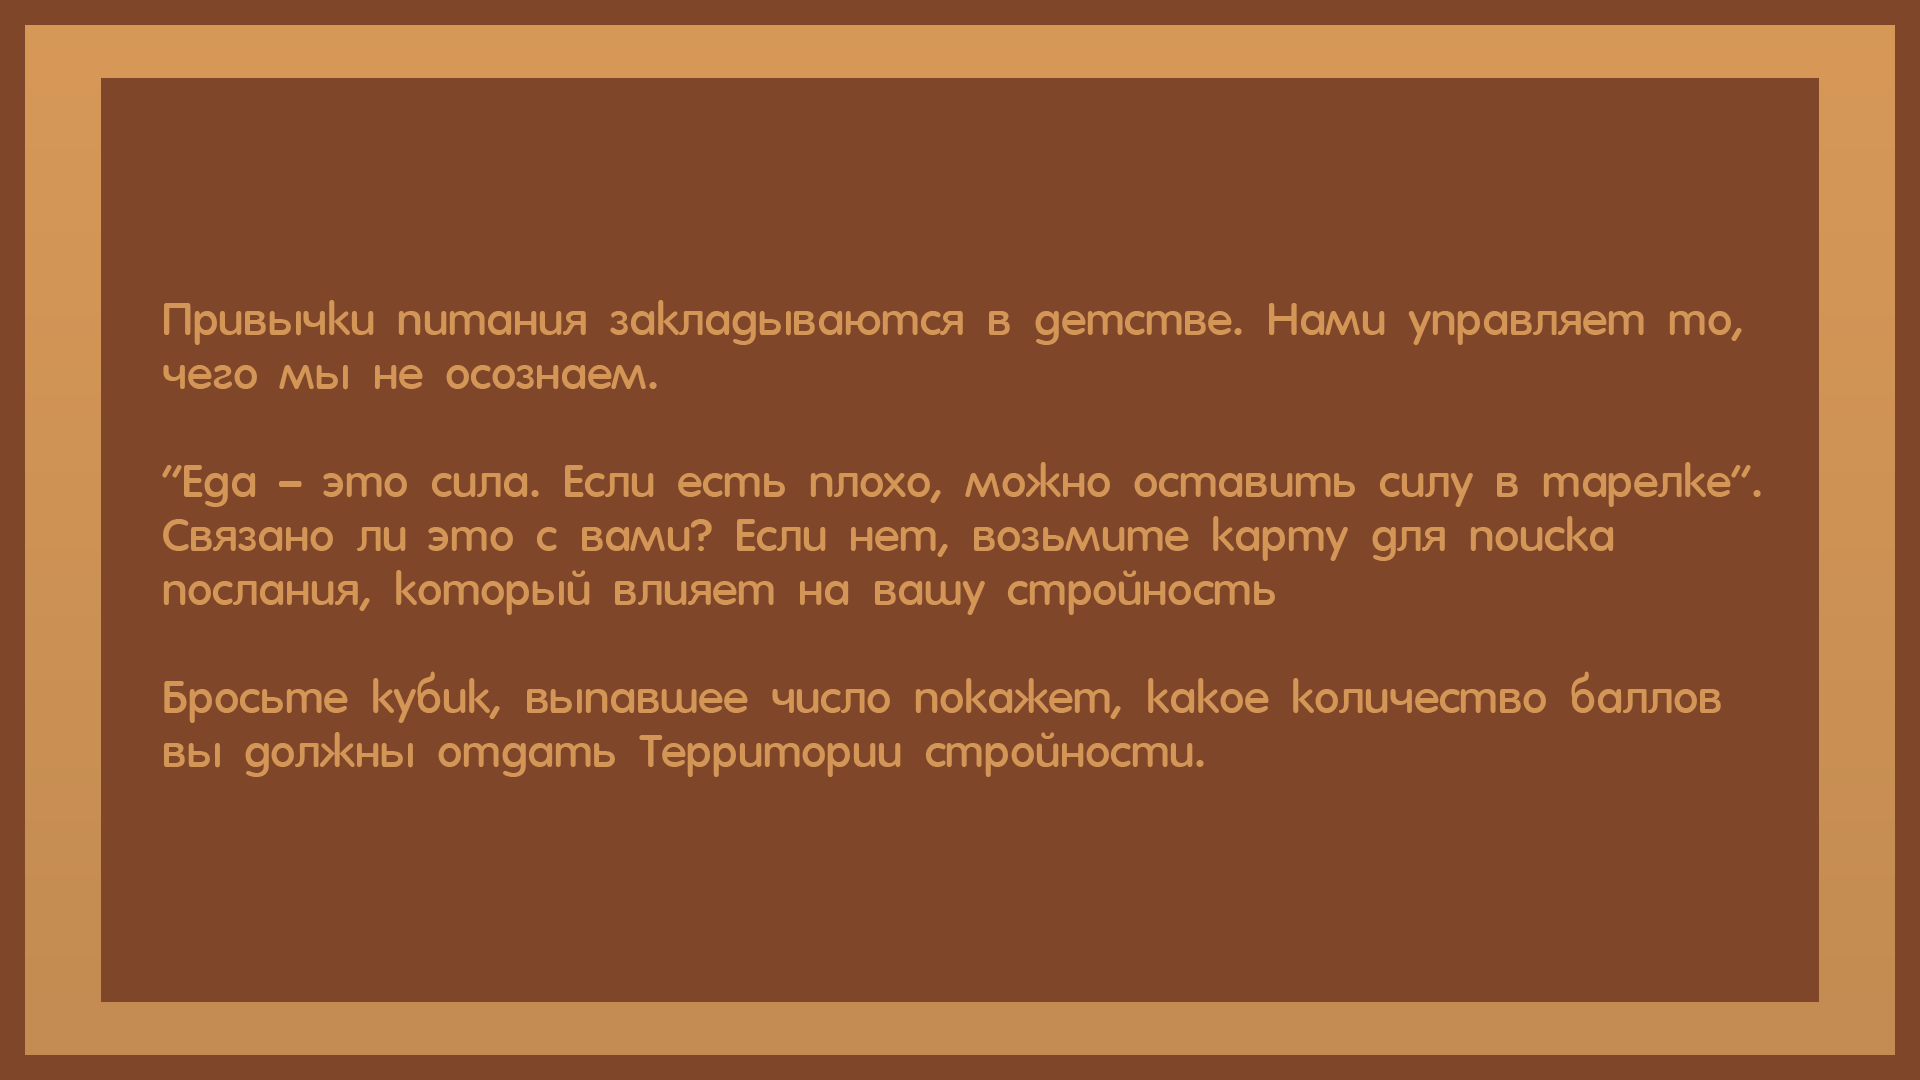 Привычки питания закладываются в детстве. Нами управляет то,
чего мы не осознаем.
"Еда – это сила. Если есть плохо, можно оставить силу в тарелке".
Связано ли это с вами? Если нет, возьмите карту для поиска
послания, который влияет на вашу стройность
Бросьте кубик, выпавшее число покажет, какое количество баллов
вы должны отдать Территории стройности.